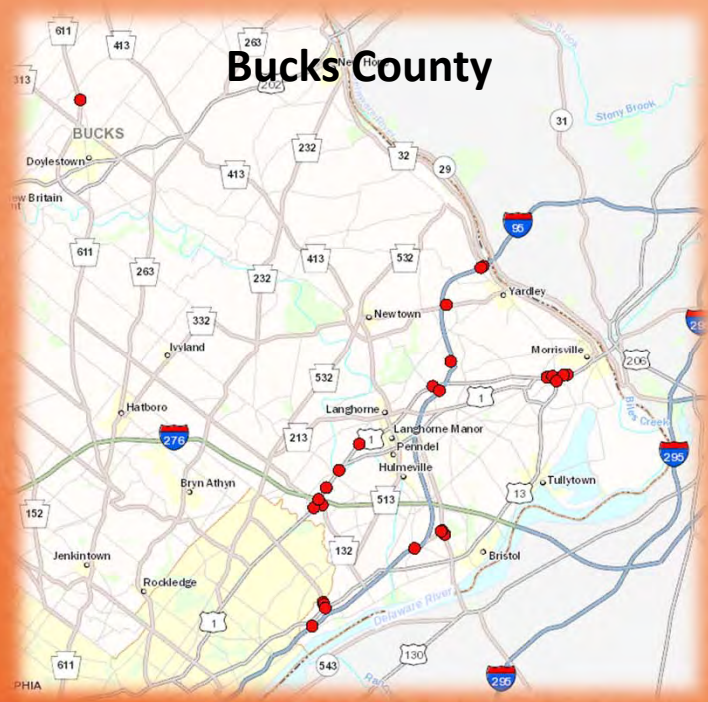 Bucks County
611
413
263
New Hope
202
313
BUCKS
Doylestown
232
32
29
31
Stony Brook
413
ew Britain
95
611
263
232
413
532
Yardley
Newtown
332
Ivyland
Morrisville
206
532
1
Langhorne
Hatboro
213
1
Langhorne Manor
Penndel
Biles Creek
276
Hulmeville
295
Bryn Athyn
Tullytown
513
13
152
132
Bristol
Jenkintown
Rockledge
Delaware River
1
130
543
611
295
PHIA